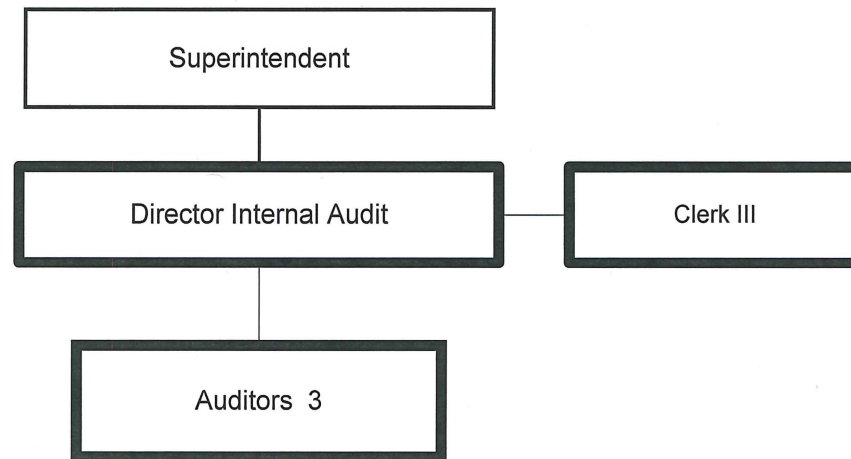 Superintendent
Director Internal Audit
Clerk III
Auditors 3